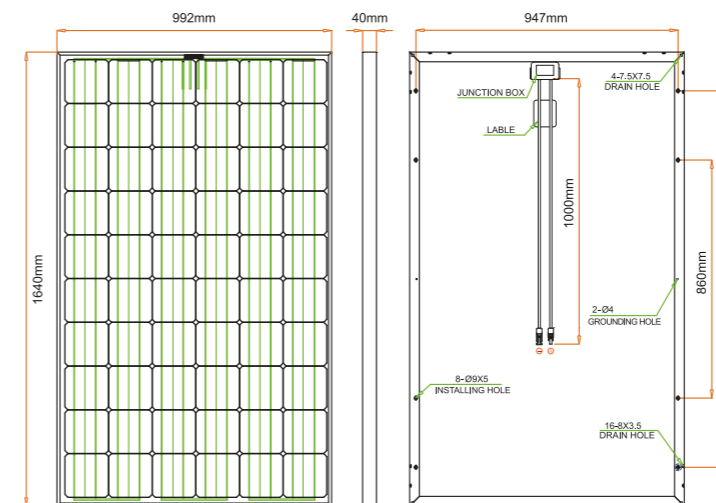 992mm
40mm
947mm
4-7.5X7.5
DRAIN HOLE
JUNCTION BOX
LABLE
1000mm
1640mm
860mm
2-Ø4
GROUNDING HOLE
8-Ø9X5
INSTALLING HOLE
16-8X3.5
DRAIN HOLE